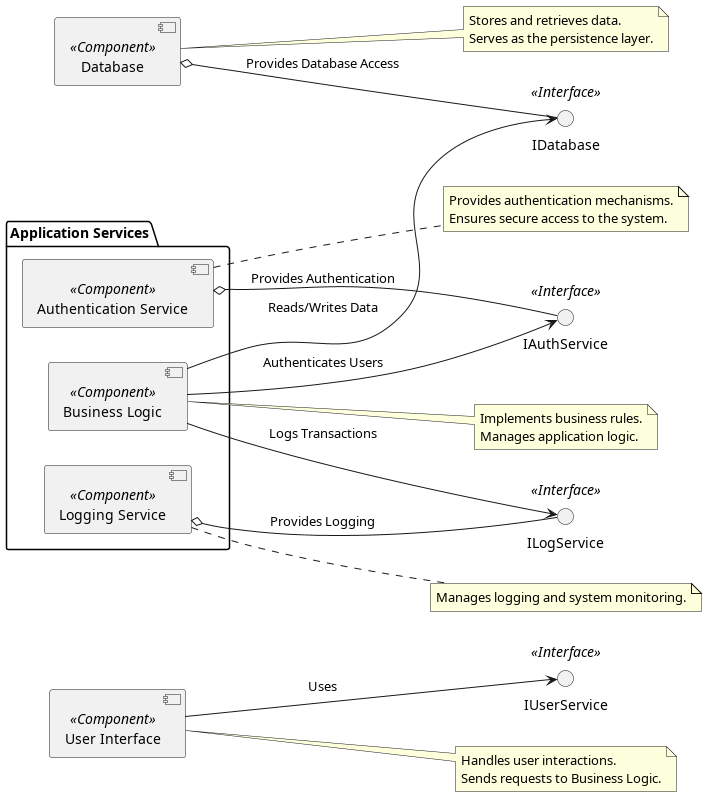 Stores and retrieves data.
Serves as the persistence layer.
«Component»
Database
Provides Database Access
«Interface»
IDatabase
Provides authentication mechanisms.
Ensures secure access to the system.
Application Services
«Component»
Authentication Service
Provides Authentication
«Interface»
IAuthService
Reads/Writes Data
Authenticates Users
«Component»
Business Logic
Implements business rules.
Manages application logic.
Logs Transactions
«Component»
Logging Service
Provides Logging
«Interface»
ILogService
Manages logging and system monitoring.
«Interface»
IUserService
Uses
«Component»
User Interface
Handles user interactions.
Sends requests to Business Logic.